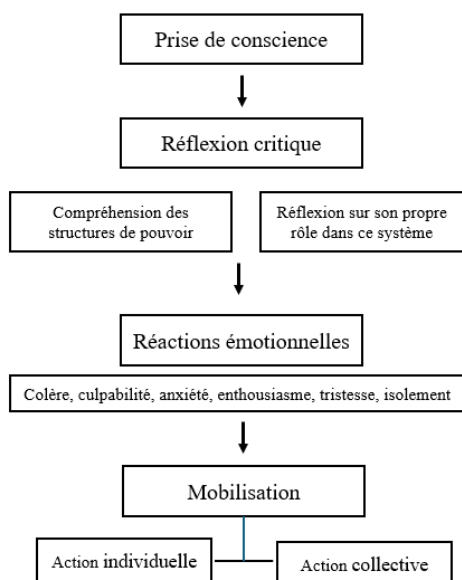 Prise de conscience
Réflexion critique
Compréhension des
structures de pouvoir
Réflexion sur son propre
rôle dans ce système
Réactions émotionnelles
Colère, culpabilité, anxiété, enthousiasme, tristesse, isolement
Mobilisation
Action individuelle
Action collective